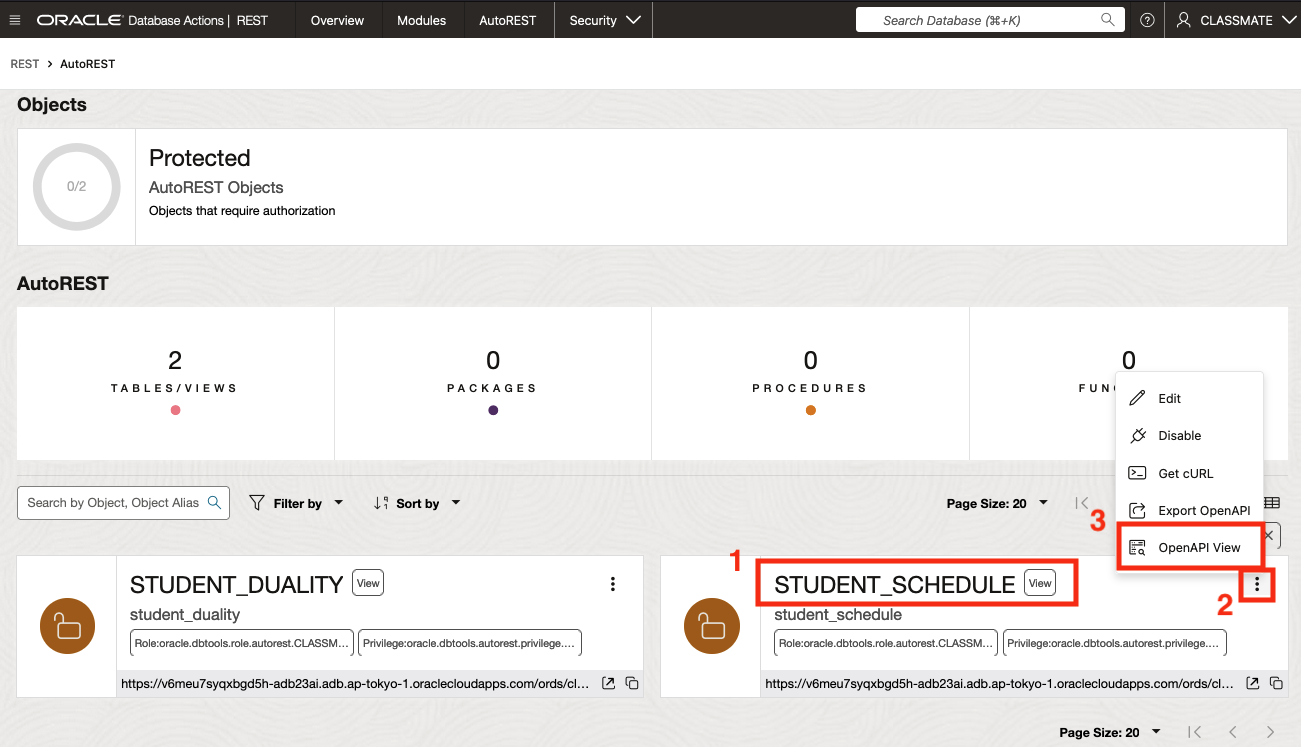 ORACLE Database Actions | REST Overview Modules AutoREST Security Search Database (⌘+K) CLASSMATE
REST > AutoREST
Objects
0/2
Protected
AutoREST Objects
Objects that require authorization
AutoREST
2
TABLES/VIEWS
0
PACKAGES
0
PROCEDURES
0
Edit
Disable
Get cURL
Export OpenAPI
OpenAPI View
Search by Object, Object Alias Filter by Sort by Page Size: 20
3
1
2
STUDENT_DUALITY View
student_duality
Role:oracle.dbtools.role.autorest.CLASSM... Privilege:oracle.dbtools.autorest.privilege....
https://v6meu7syqxbgd5h-adb23ai.adb.ap-tokyo-1.oraclecloudapps.com/ords/cl...
STUDENT_SCHEDULE View
student_schedule
Role:oracle.dbtools.role.autorest.CLASSM... Privilege:oracle.dbtools.autorest.privilege....
https://v6meu7syqxbgd5h-adb23ai.adb.ap-tokyo-1.oraclecloudapps.com/ords/cl...
Page Size: 20